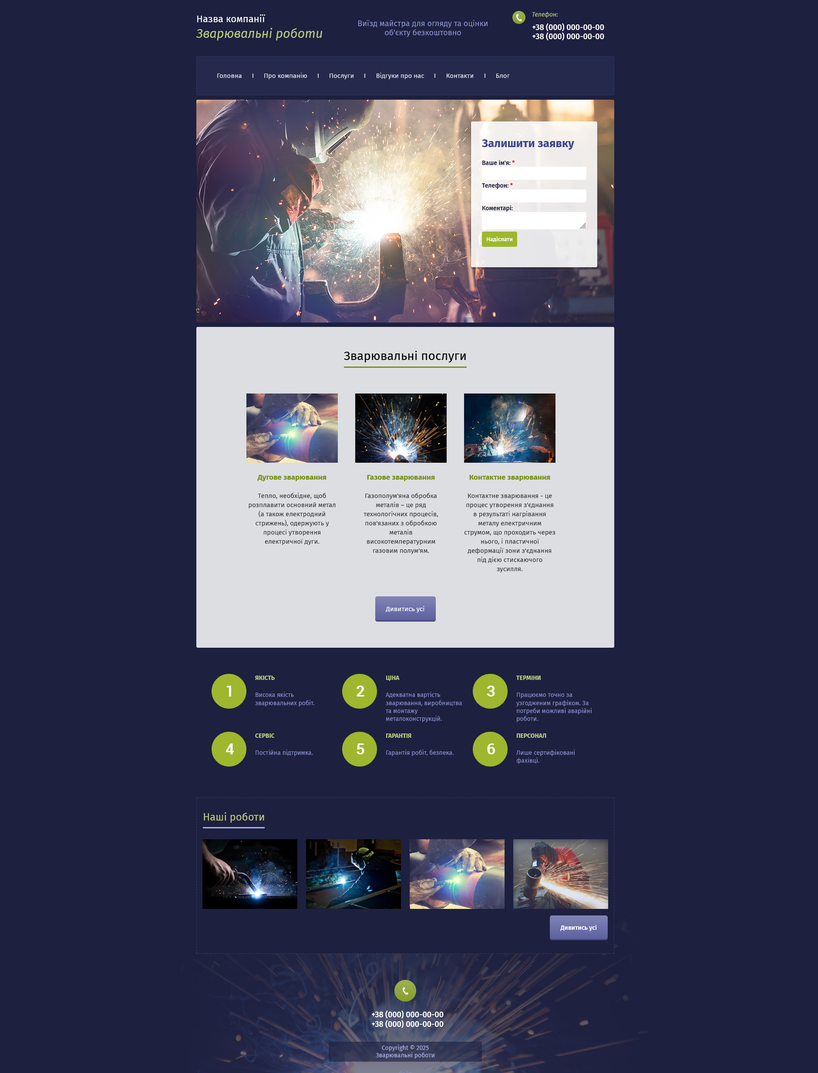 Назва компанії
Зварювальні роботи
Виїзд майстра для огляду та оцінки
об'єкту безкоштовно
Телефон:
+38 (000) 000-00-00
+38 (000) 000-00-00
Головна
Про компанію
Послуги
Відгуки про нас
Контакти
Блог
Залишити заявку
Ваше ім'я: *
Телефон: *
Коментарі:
Надіслати
Зварювальні послуги
Дугове зварювання
Тепло, необхідне, щоб
розплавити основний метал
(а також електродний
стрижень), одержують у
процесі утворення
електричної дуги.
Газове зварювання
Газополум'яна обробка
металів – це ряд
технологічних процесів,
пов'язаних з обробкою
металів
високотемпературним
газовим полум'ям.
Контактне зварювання
Контактне зварювання - це
процес утворення з'єднання
в результаті нагрівання
металу електричним
струмом, що проходить через
нього, і пластичної
деформації зони з'єднання
під дією стискаючого
зусилля.
Дивитись усі
1
ЯКІСТЬ
Висока якість
зварювальних робіт.
2
ЦІНА
Адекватна вартість
зварювання, виробництва
та монтажу
металоконструкцій.
3
ТЕРМІНИ
Працюємо точно за
узгодженим графіком. За
потреби можливі аварійні
роботи.
4
СЕРВІС
Постійна підтримка.
5
ГАРАНТІЯ
Гарантія робіт, безпека.
6
ПЕРСОНАЛ
Лише сертифіковані
фахівці.
Наші роботи
Дивитись усі
+38 (000) 000-00-00
+38 (000) 000-00-00
Copyright © 2025
Зварювальні роботи